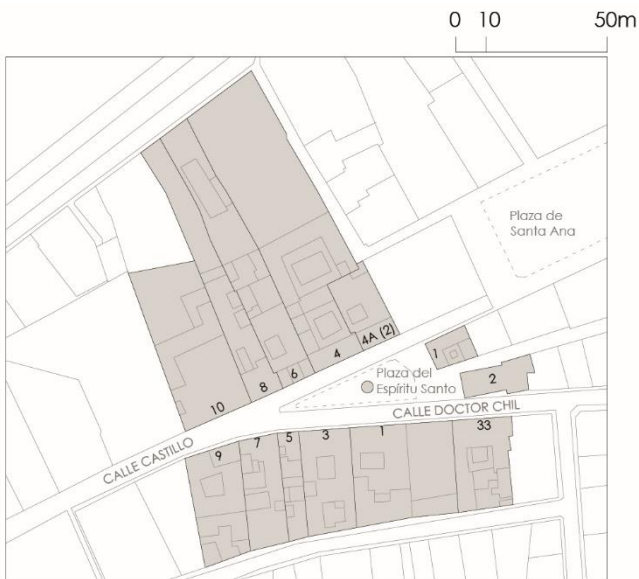 0 10 50m
Plaza de
Santa Ana
4A (2)
4
6
8
10
1
Plaza del
Espíritu Santo
2
CALLE DOCTOR CHIL
CALLE CASTILLO
9
7
5
3
1
33